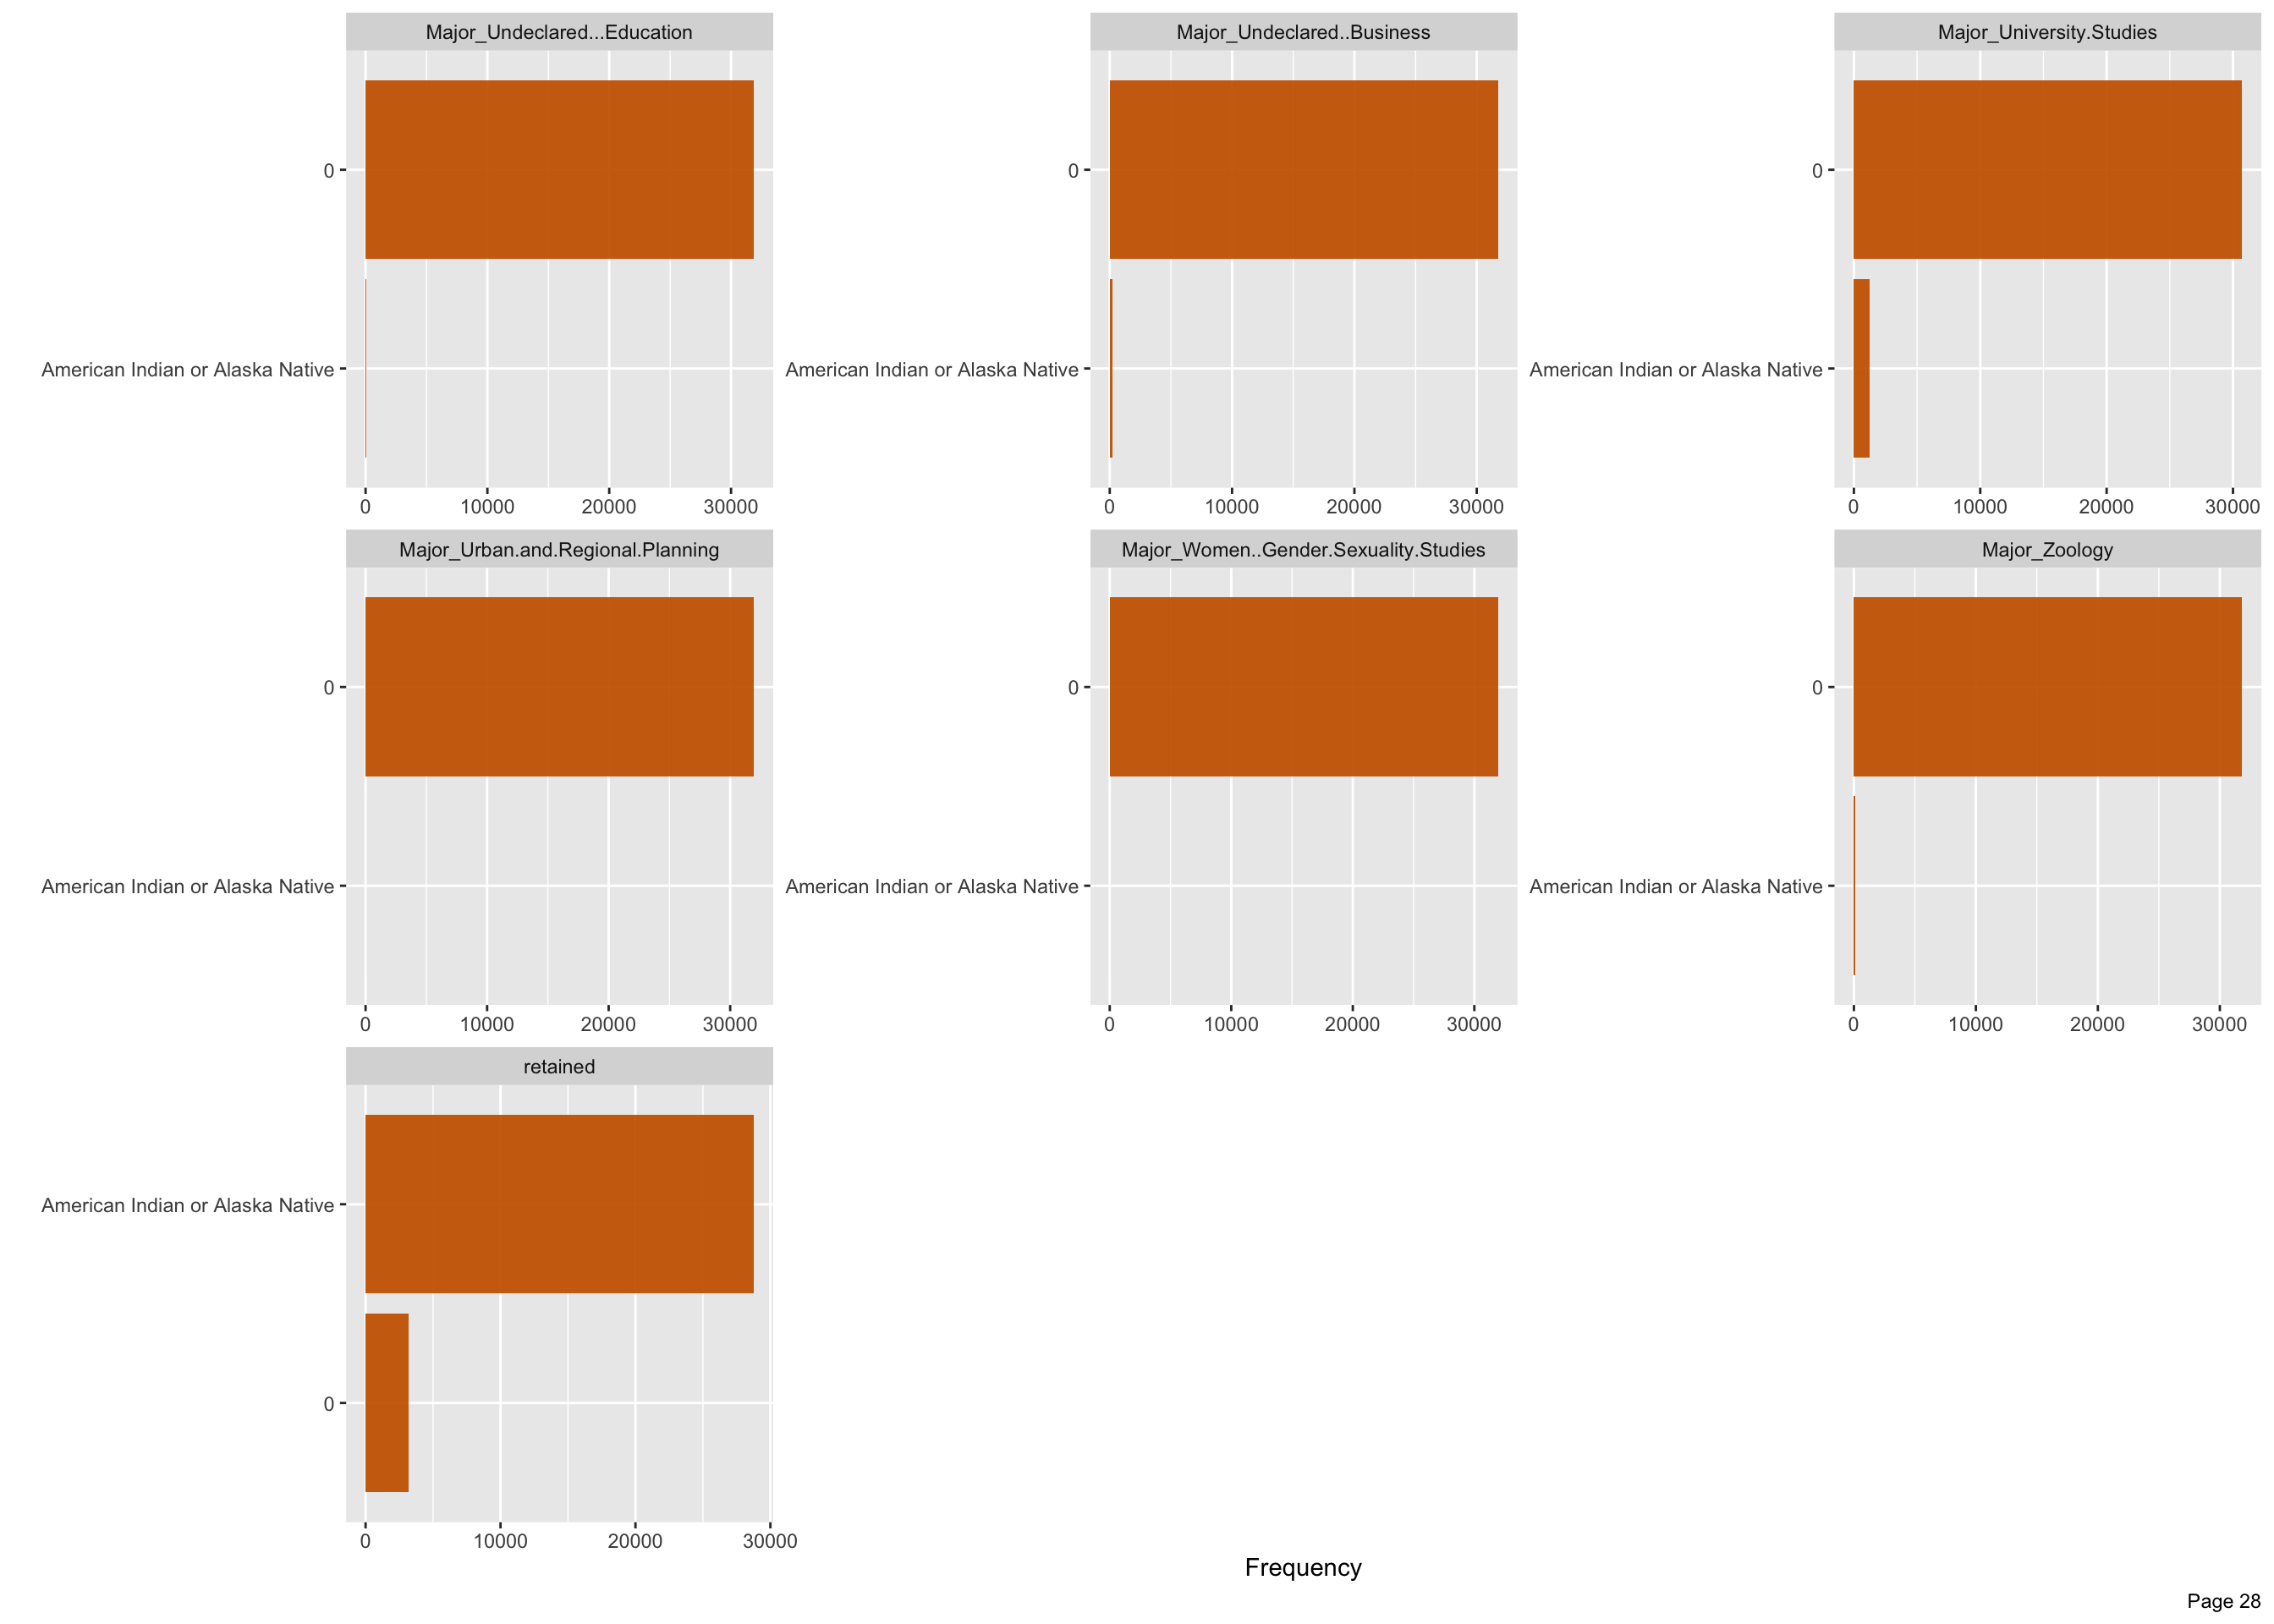 Major_Undeclared...Education
0
American Indian or Alaska Native
0 10000 20000 30000
Major_Undeclared..Business
0
American Indian or Alaska Native
0 10000 20000 30000
Major_University.Studies
0
American Indian or Alaska Native
0 10000 20000 30000
Major_Urban.and.Regional.Planning
0
American Indian or Alaska Native
0 10000 20000 30000
Major_Women..Gender.Sexuality.Studies
0
American Indian or Alaska Native
0 10000 20000 30000
Major_Zoology
0
American Indian or Alaska Native
0 10000 20000 30000
retained
American Indian or Alaska Native
0
0 10000 20000 30000
Frequency
Page 28